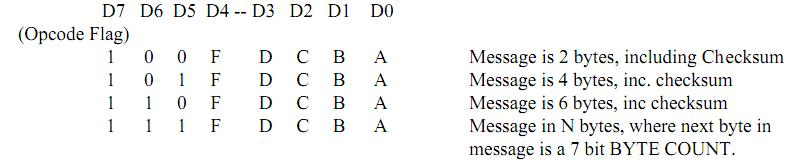 D7 D6 D5 D4 -- D3 D2 D1 D0
(Opcode Flag)
1 0 0 F D C B A Message is 2 bytes, including Checksum
1 0 1 F D C B A Message is 4 bytes, inc. checksum
1 1 0 F D C B A Message is 6 bytes, inc checksum
1 1 1 F D C B A Message in N bytes, where next byte in
message is a 7 bit BYTE COUNT.